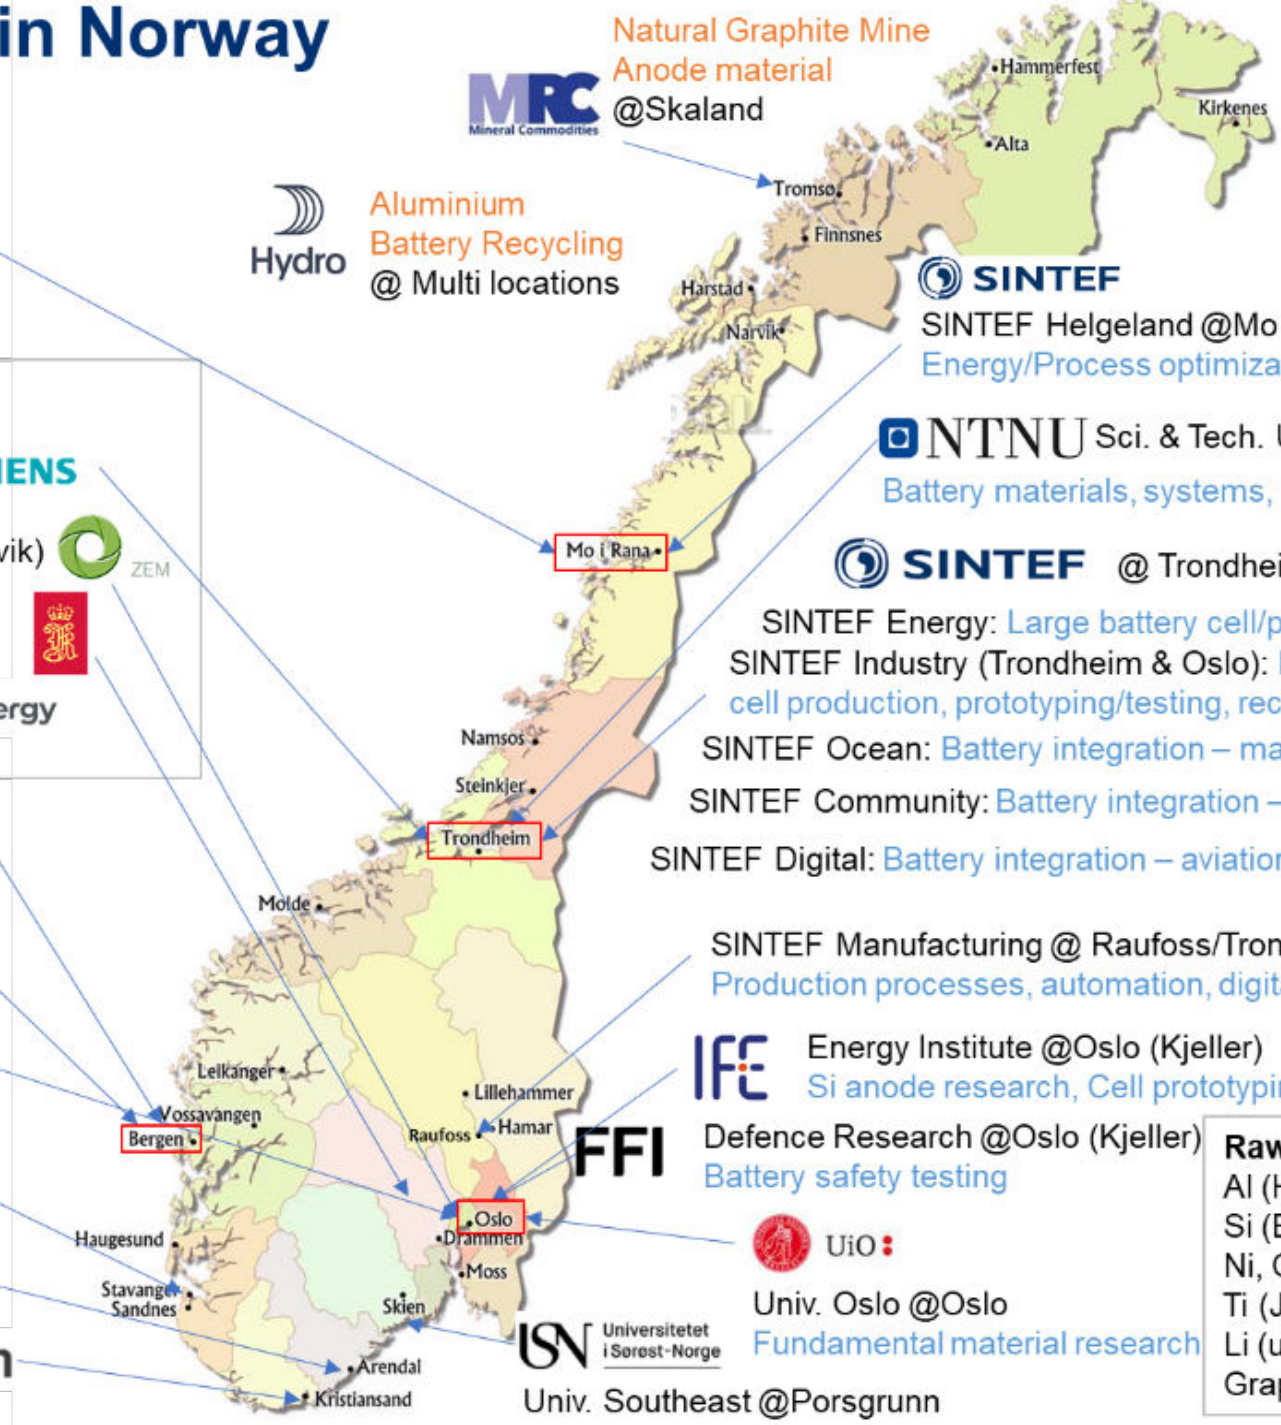 in Norway
Natural Graphite Mine
Anode material
@Skaland
MRC
Mineral Commodities
Hammerfest
Kirkenes
Alta
Tromsø
Finnsnes
Hydro
Aluminium
Battery Recycling
@ Multi locations
Harstad
Narvik
SINTEF
SINTEF Helgeland @Mo
Energy/Process optimiza
NTNU Sci. & Tech. U
Battery materials, systems,
IENS
vik)
ZEM
ergy
Mo i Rana
SINTEF @ Trondhei
SINTEF Energy: Large battery cell/p
SINTEF Industry (Trondheim & Oslo):
cell production, prototyping/testing, rec
SINTEF Ocean: Battery integration – ma
SINTEF Community: Battery integration –
SINTEF Digital: Battery integration – aviation
Namsos
Steinkjer
Trondheim
Molde
SINTEF Manufacturing @ Raufoss/Tron
Production processes, automation, digita
IFE
Energy Institute @Oslo (Kjeller)
Si anode research, Cell prototypin
Leikanger
Lillehammer
Vossavangen
Bergen
Raufoss
Hamar
FFI
Defence Research @Oslo (Kjeller)
Battery safety testing
Oslo
Drammen
Moss
Haugesund
Stavanger
Sandnes
Skien
Arendal
Kristiansand
UiO:
Univ. Oslo @Oslo
Fundamental material research
USN
Universitetet
i Sørøst-Norge
Univ. Southeast @Porsgrunn
Raw
Al (H
Si (E
Ni, C
Ti (J
Li (u
Grap